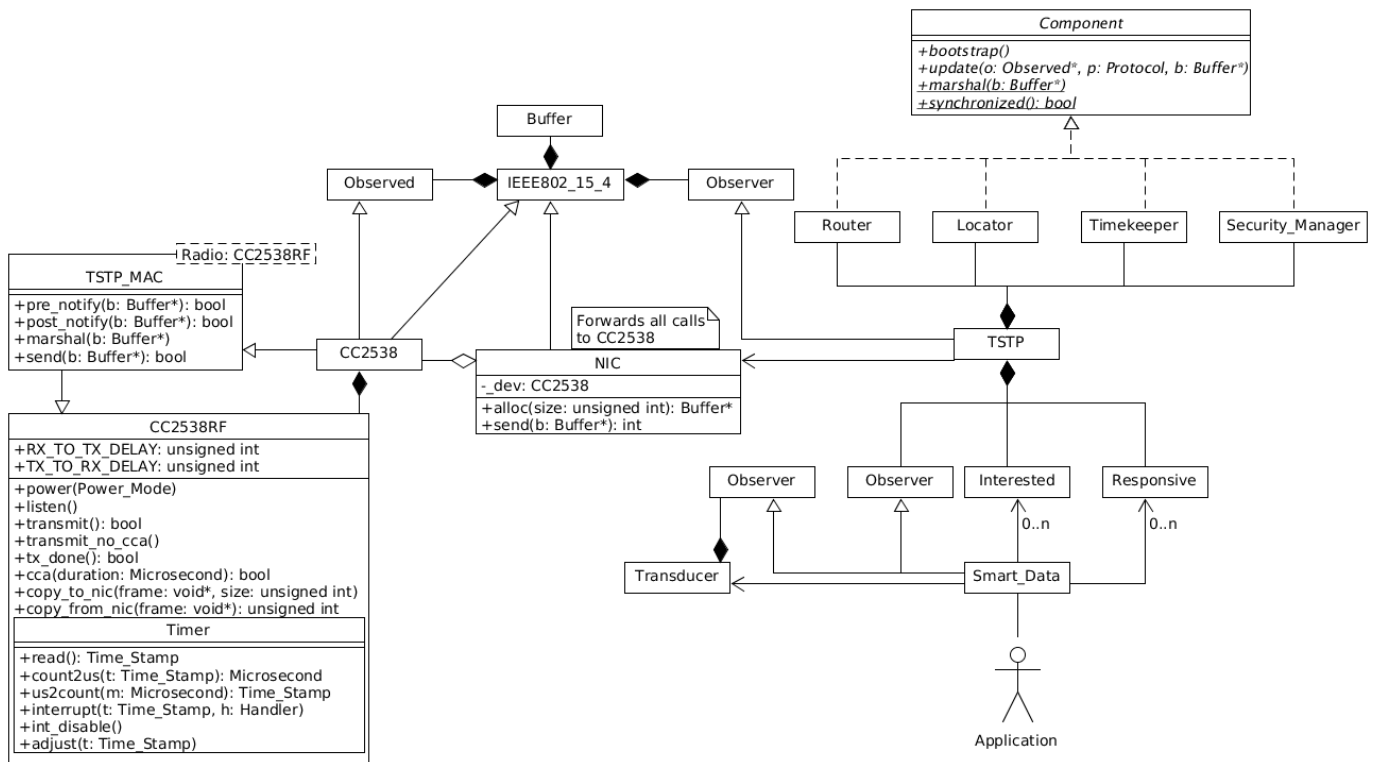 Component
+bootstrap()
+update(o: Observed*, p: Protocol, b: Buffer*)
+marshal(b: Buffer*)
+synchronized(): bool
Buffer
Observed
IEEE802_15_4
Observer
Router
Locator
Timekeeper
Security_Manager
Radio: CC2538RF
TSTP_MAC
+pre_notify(b: Buffer*): bool
+post_notify(b: Buffer*): bool
+marshal(b: Buffer*)
+send(b: Buffer*): bool
CC2538
Forwards all calls
to CC2538
NIC
-_dev: CC2538
+alloc(size: unsigned int): Buffer*
+send(b: Buffer*): int
TSTP
CC2538RF
+RX_TO_TX_DELAY: unsigned int
+TX_TO_RX_DELAY: unsigned int
+power(Power_Mode)
+listen()
+transmit(): bool
+transmit_no_cca()
+tx_done(): bool
+cca(duration: Microsecond): bool
+copy_to_nic(frame: void*, size: unsigned int)
+copy_from_nic(frame: void*): unsigned int
Timer
+read(): Time_Stamp
+count2us(t: Time_Stamp): Microsecond
+us2count(m: Microsecond): Time_Stamp
+interrupt(t: Time_Stamp, h: Handler)
+int_disable()
+adjust(t: Time_Stamp)
Observer
Observer
Interested
Responsive
0..n
0..n
Transducer
Smart_Data
Application